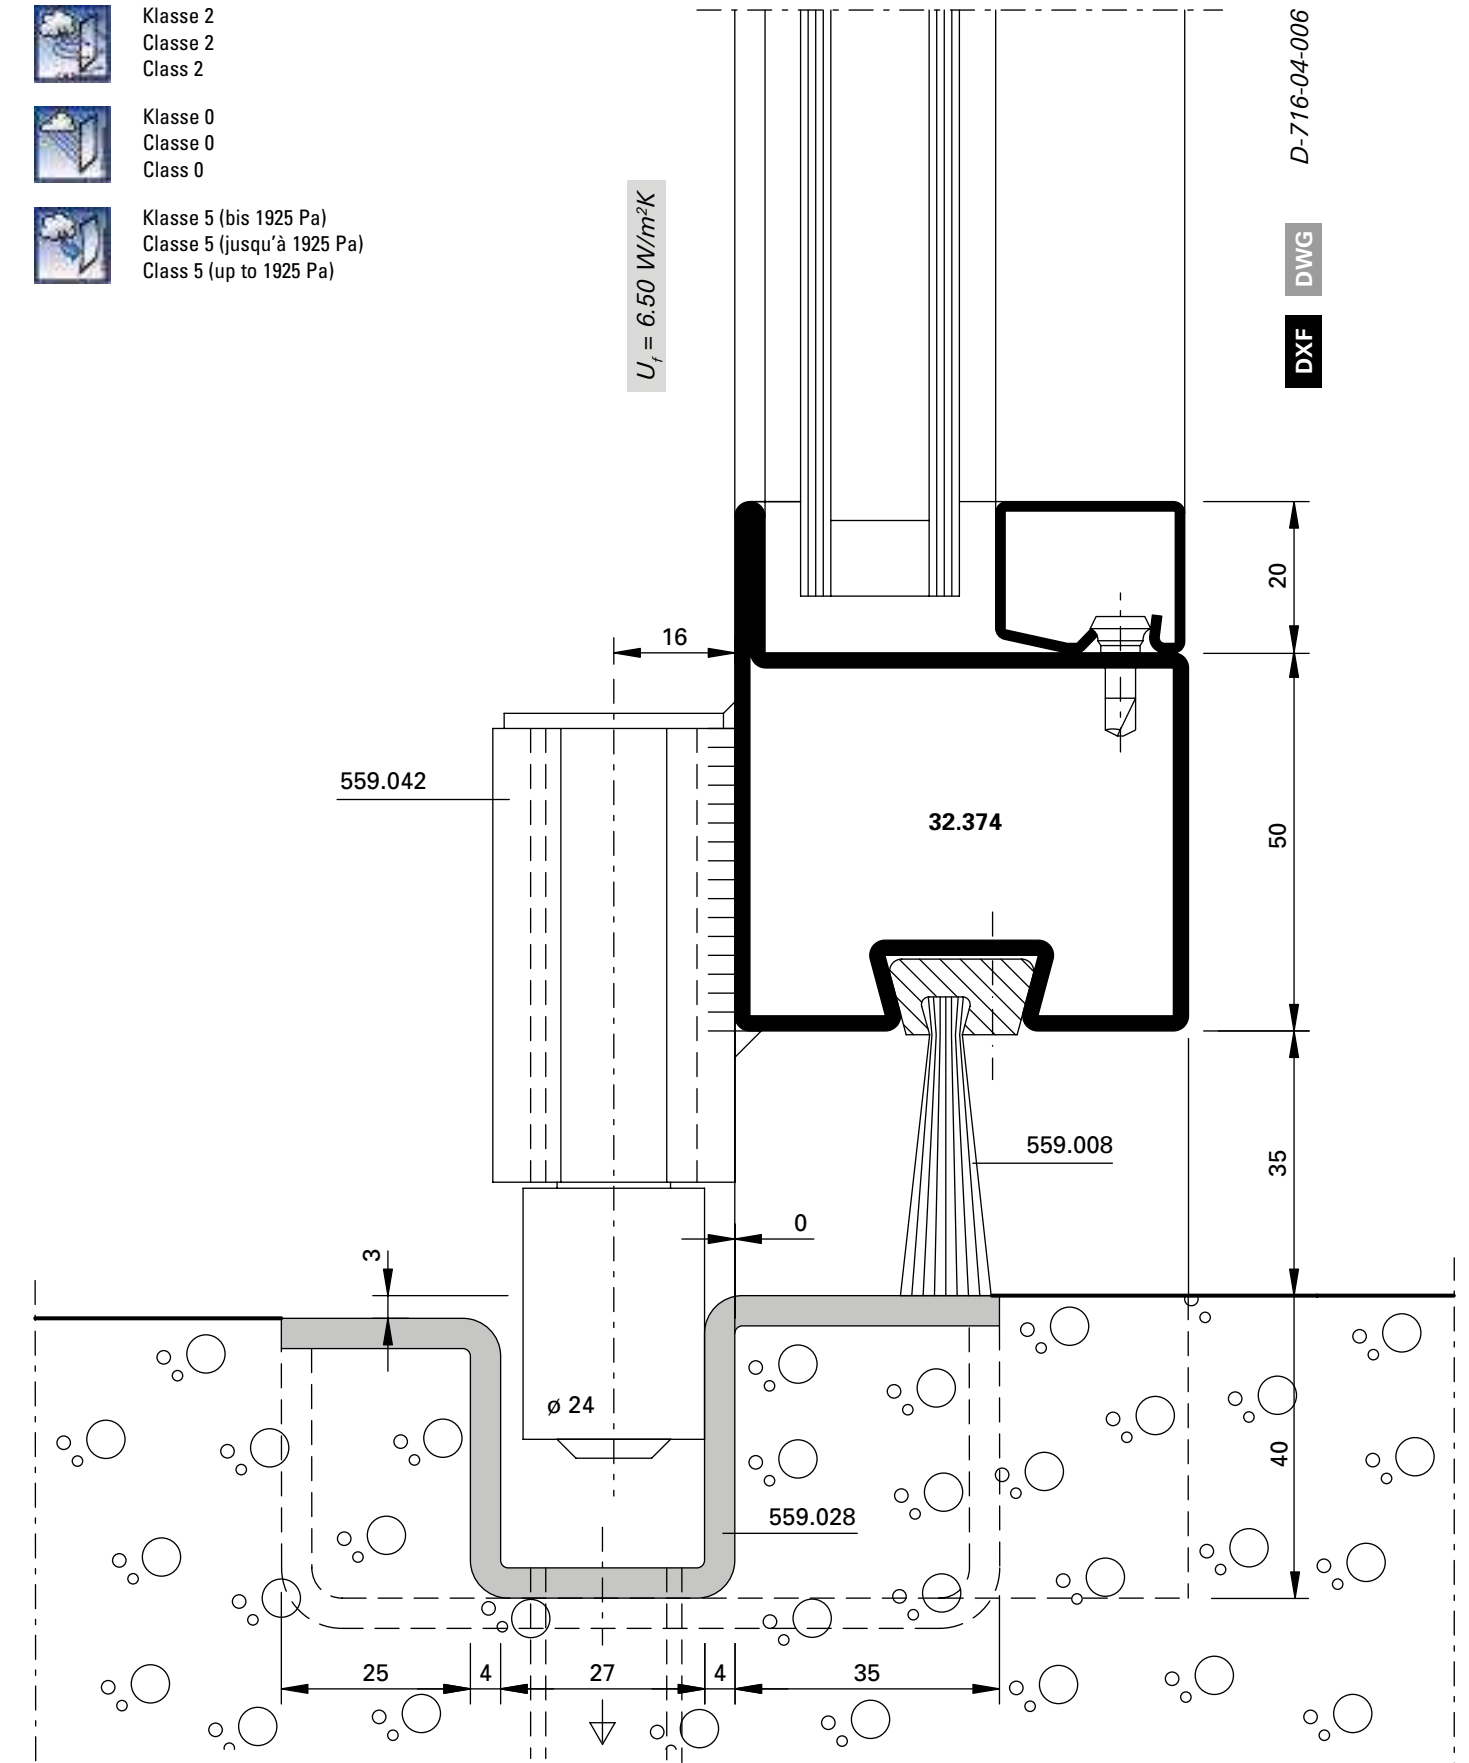 Klasse 2
Classe 2
Class 2
Klasse 0
Classe 0
Class 0
Klasse 5 (bis 1925 Pa)
Classe 5 (jusqu'à 1925 Pa)
Class 5 (up to 1925 Pa)
U_f = 6.50 W/m²K
D-716-04-006
DWG
DXF
20
16
559.042
32.374
50
559.008
35
0
3
ø 24
40
559.028
25
4
27
4
35